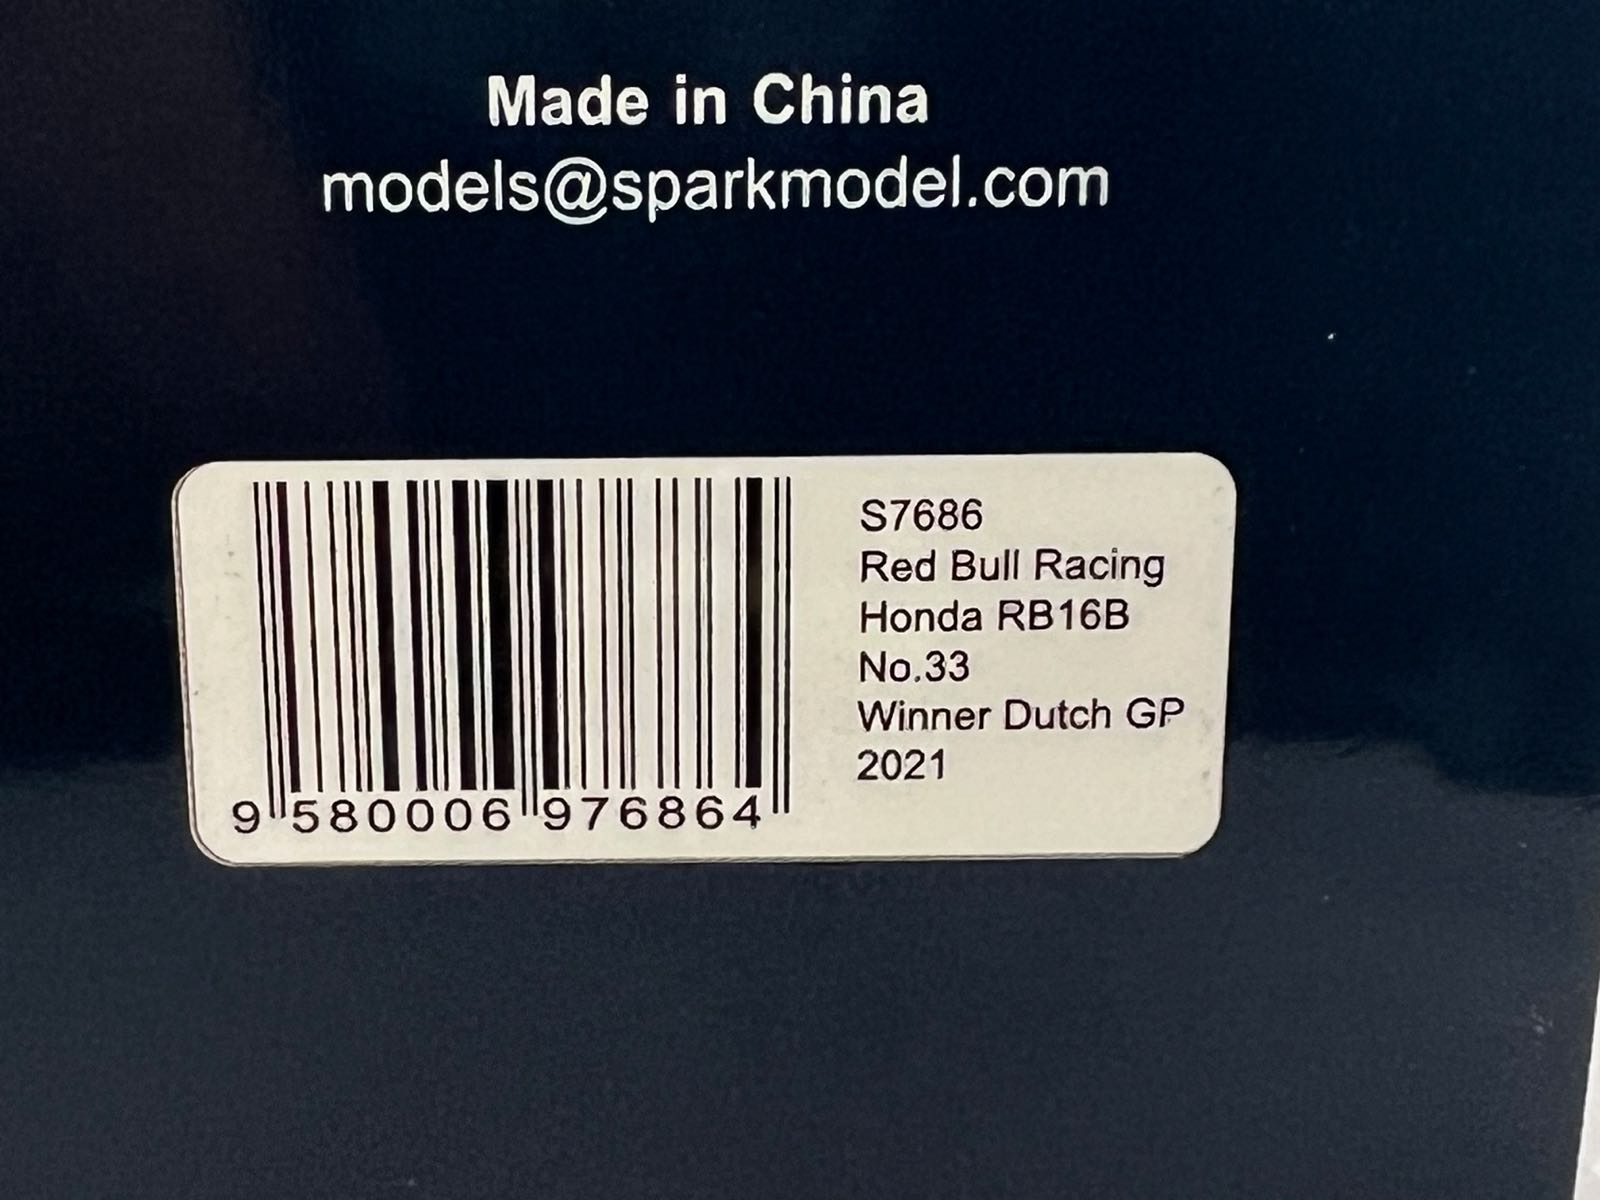 Made in China
models@sparkmodel.com
S7686
Red Bull Racing
Honda RB16B
No.33
Winner Dutch GP
2021
9 580006 976864